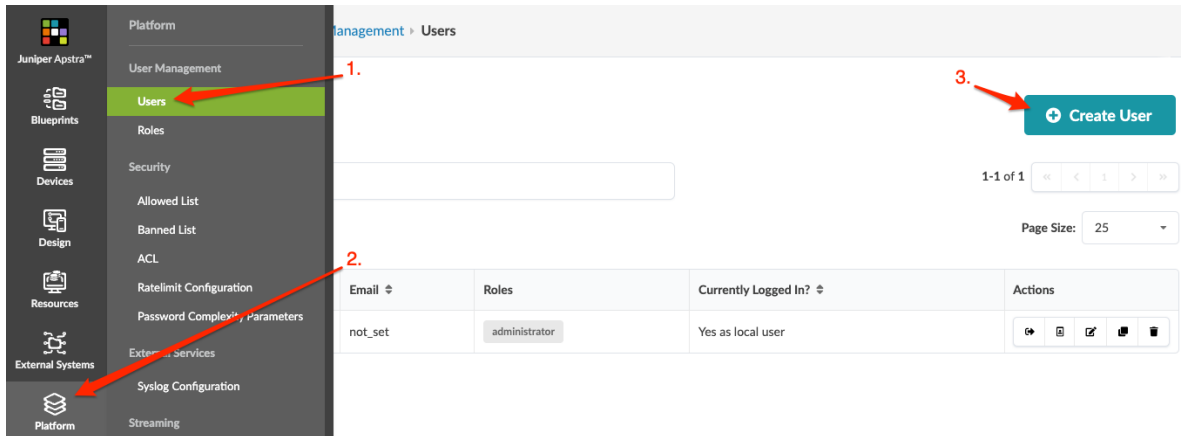 Juniper Apstra™
Blueprints
Devices
Design
Resources
External Systems
Platform
Platform
User Management
Users
Roles
Security
Allowed List
Banned List
ACL
Ratelimit Configuration
Password Complexity Parameters
External Services
Syslog Configuration
Streaming
1.
2.
3.
anagement Users
Create User
1-1 of 1 « < 1 > »
Page Size: 25
Email Roles Currently Logged In? Actions
not_set administrator Yes as local user